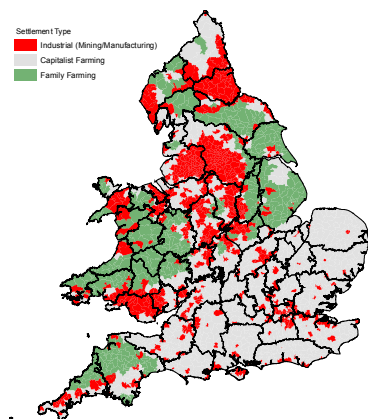 Settlement Type
Industrial (Mining/Manufacturing)
Capitalist Farming
Family Farming